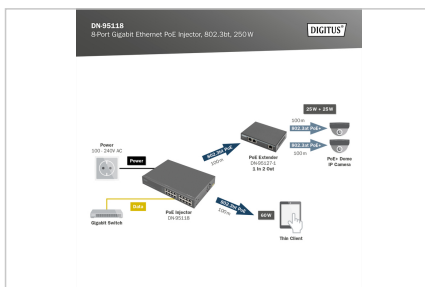 DN-95118
8-Port Gigabit Ethernet PoE Injector, 802.3bt, 250W
DIGITUS®
25W + 25W
100m
802.3at PoE+
802.3at PoE+
100m
Power
100 - 240V AC
Power
802.3bt PoE
100m
PoE Extender
DN-95127-1
1 In 2 Out
PoE+ Dome
IP Camera
Data
PoE Injector
DN-95118
Gigabit Switch
802.3bt PoE
100m
60W
Thin Client